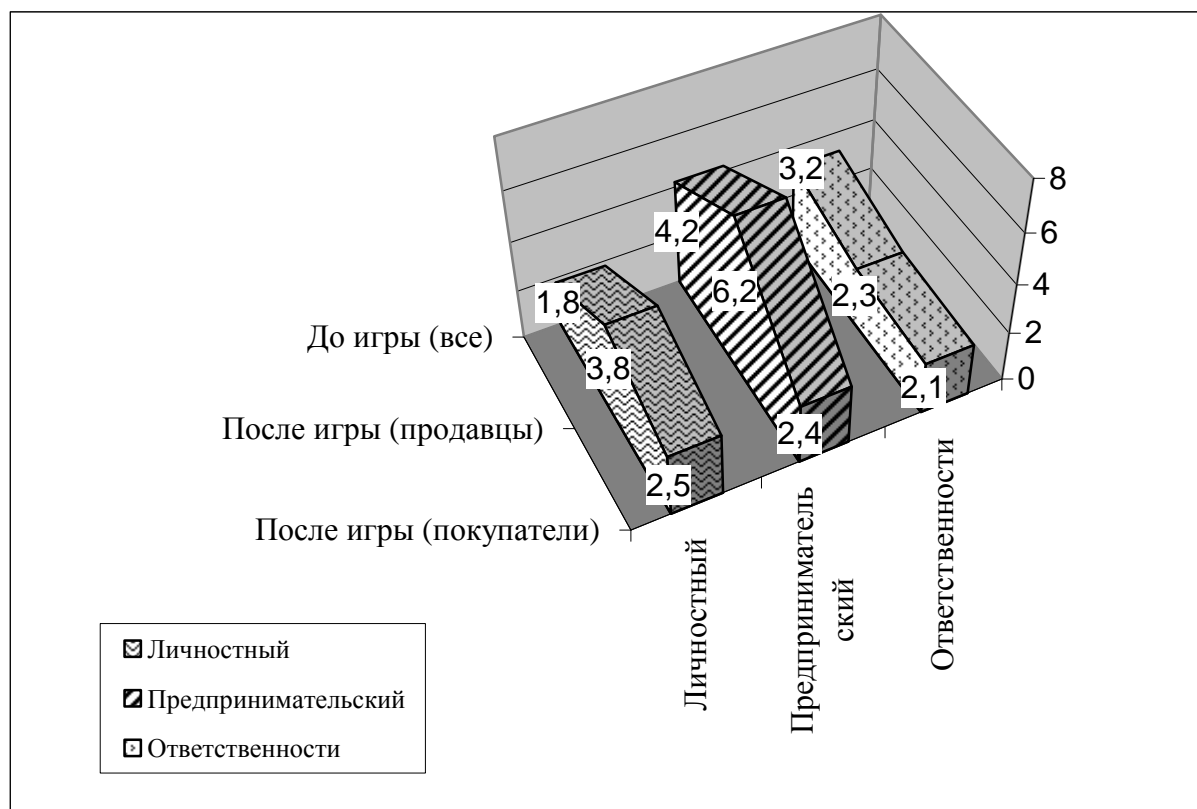 3,2
8
4,2
6
1,8
6,2
2,3
4
До игры (все)
3,8
2
2,1
0
После игры (продавцы)
2,4
2,5
После игры (покупатели)
Личностный
Предприниматель
ский
Ответственности
Личностный
Предпринимательский
Ответственности